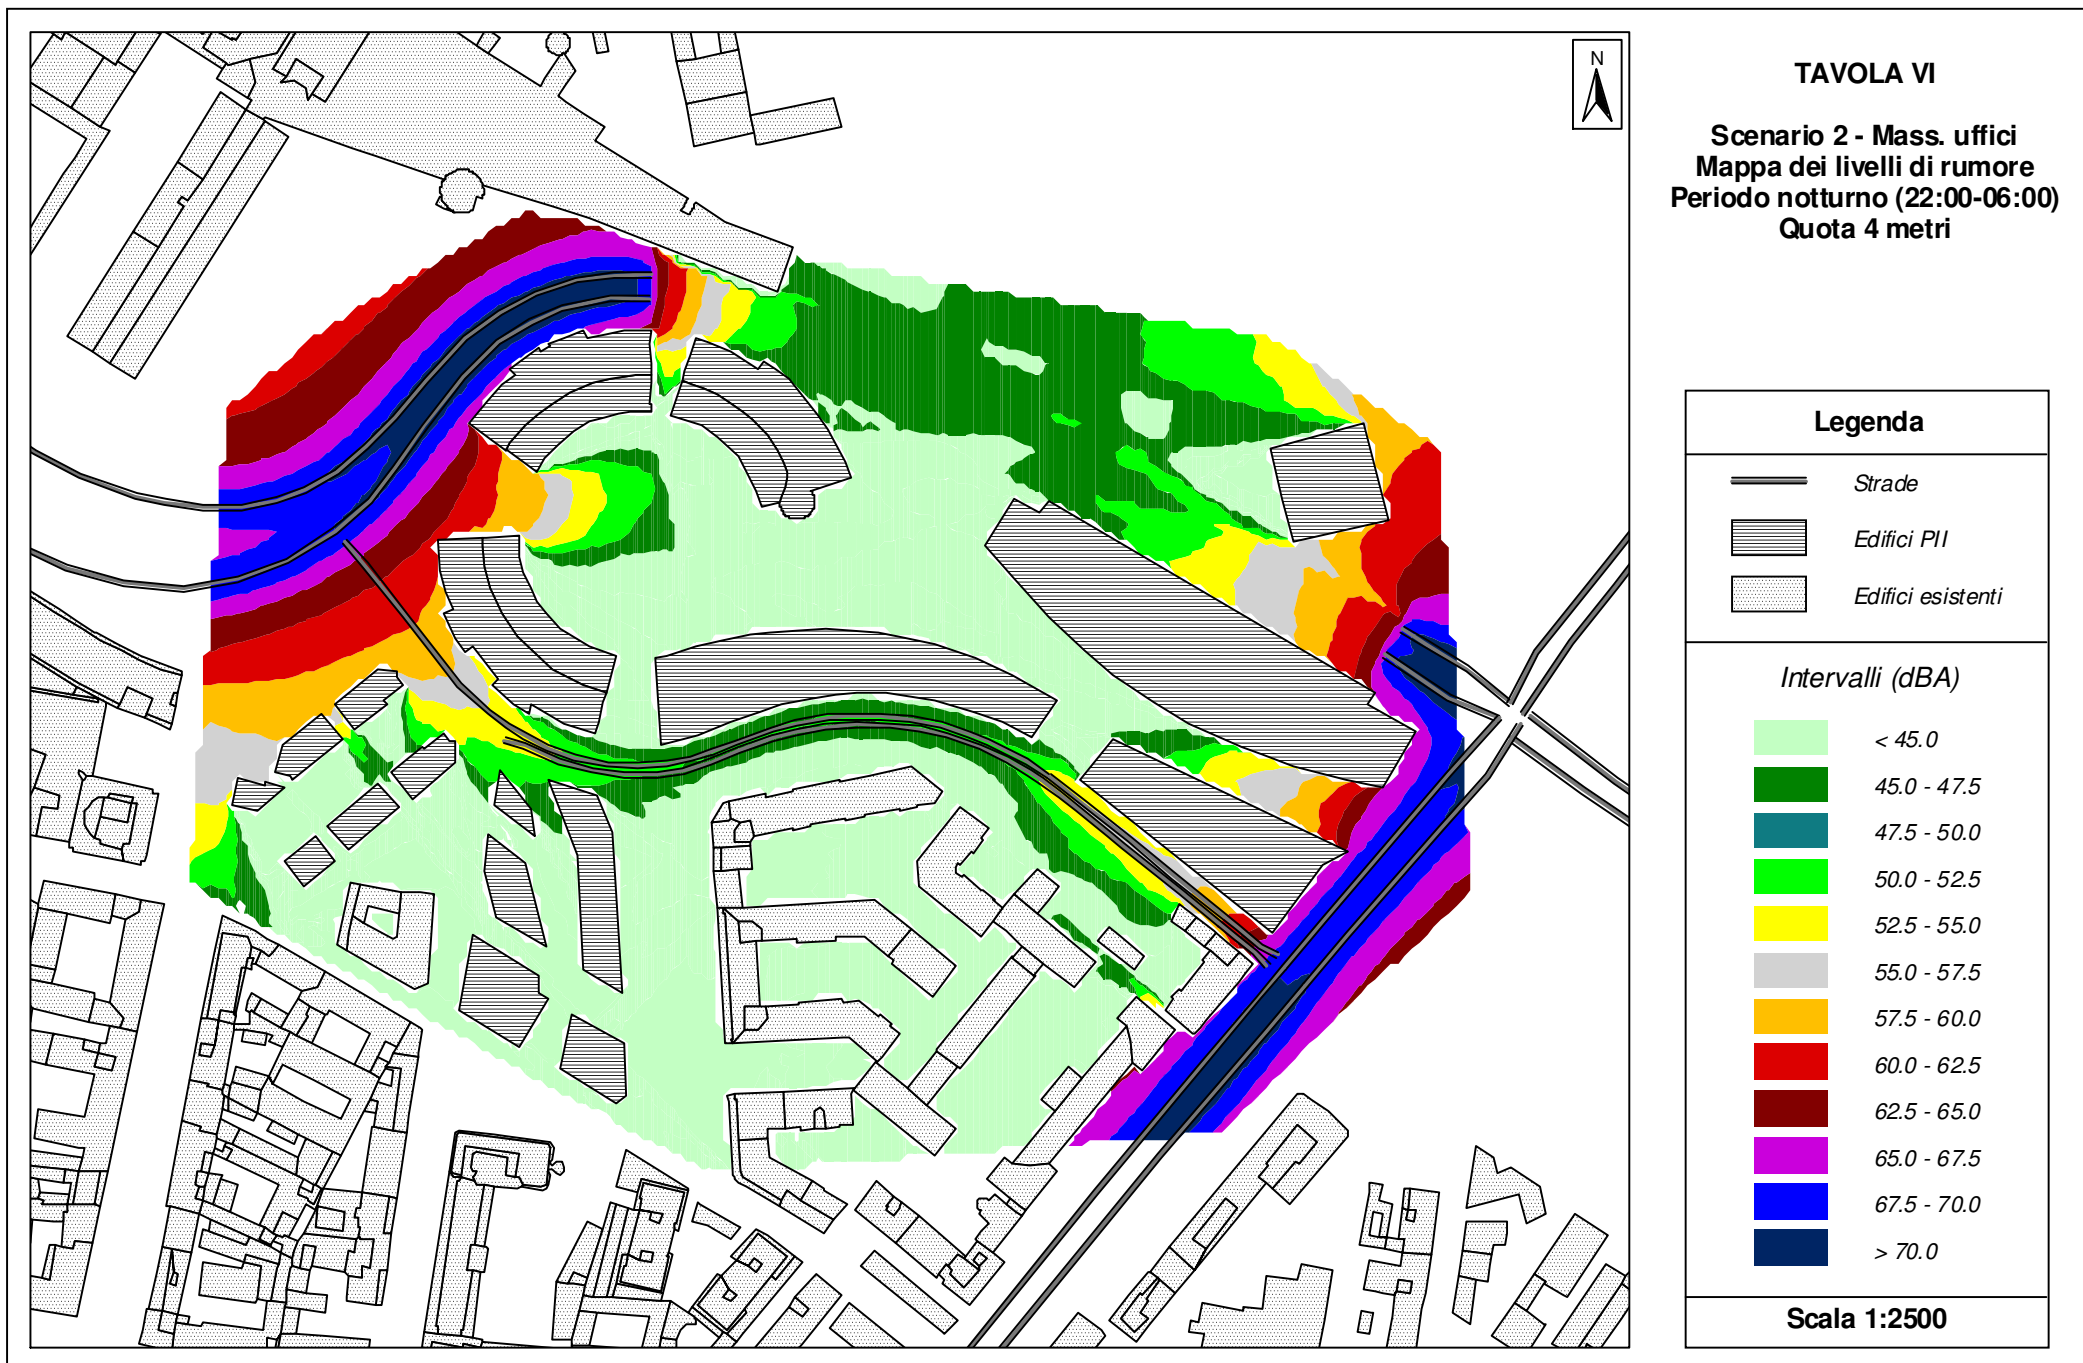 N
TAVOLA VI
Scenario 2 - Mass. uffici
Mappa dei livelli di rumore
Periodo notturno (22:00-06:00)
Quota 4 metri
Legenda
Strade
Edifici PII
Edifici esistenti
Intervalli (dBA)
< 45.0
45.0 - 47.5
47.5 - 50.0
50.0 - 52.5
52.5 - 55.0
55.0 - 57.5
57.5 - 60.0
60.0 - 62.5
62.5 - 65.0
65.0 - 67.5
67.5 - 70.0
> 70.0
Scala 1:2500